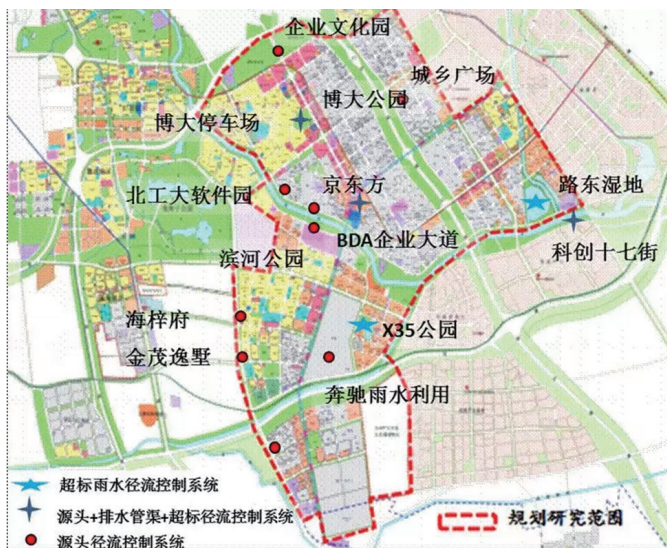 企业文化园
城乡广场
博大公园
博大停车场
北工大软件园
京东方
路东湿地
BDA企业大道
科创十七街
滨河公园
海梓府
X35公园
金茂逸墅
奔驰雨水利用
超标雨水径流控制系统
源头+排水管渠+超标径流控制系统
源头径流控制系统
规划研究范围